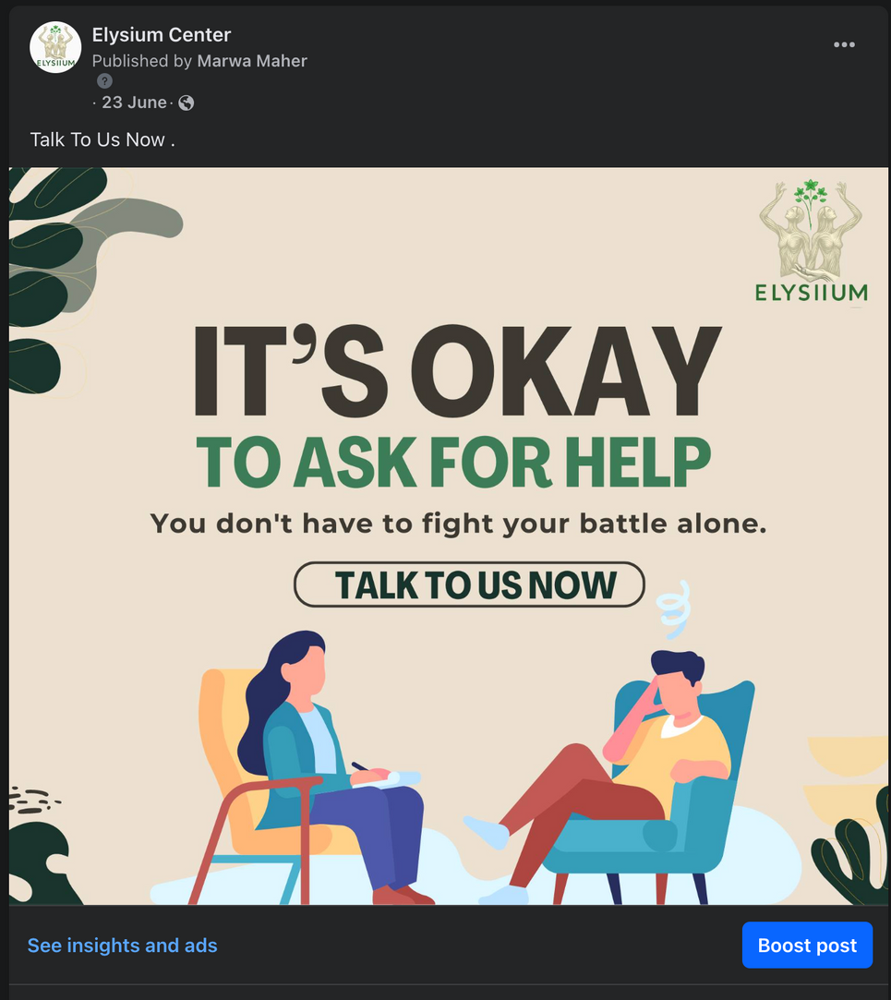 ELYSIIUM
Elysium Center
Published by Marwa Maher
?
· 23 June ·
Talk To Us Now .
ELYSIIUM
IT'S OKAY
TO ASK FOR HELP
You don't have to fight your battle alone.
TALK TO US NOW
See insights and ads
Boost post